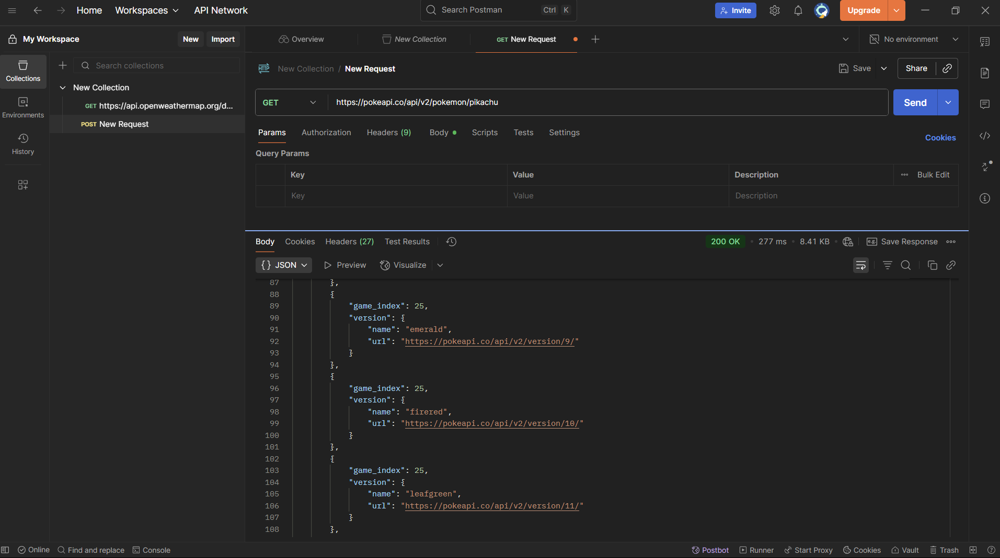 Home Workspaces API Network Search Postman Ctrl K Invite Upgrade
My Workspace New Import
Overview New Collection GET New Request No environment
Collections
Environments
History
Search collections
New Collection
GET https://api.openweathermap.org/d...
POST New Request
HTTP New Collection / New Request Save Share
GET https://pokeapi.co/api/v2/pokemon/pikachu Send
Params Authorization Headers (9) Body Scripts Tests Settings Cookies
Query Params
Key Value Description Bulk Edit
Key Value Description
Body Cookies Headers (27) Test Results 200 OK 277 ms 8.41 KB e.g. Save Response
{} JSON Preview Visualize
87 },
88 {
89 "game_index": 25,
90 "version": {
91 "name": "emerald",
92 "url": "https://pokeapi.co/api/v2/version/9/"
93 }
94 },
95 {
96 "game_index": 25,
97 "version": {
98 "name": "firered",
99 "url": "https://pokeapi.co/api/v2/version/10/"
100 }
101 },
102 {
103 "game_index": 25,
104 "version": {
105 "name": "leafgreen",
106 "url": "https://pokeapi.co/api/v2/version/11/"
107 }
108 },
Online Find and replace Console Postbot Runner Start Proxy Cookies Vault Trash